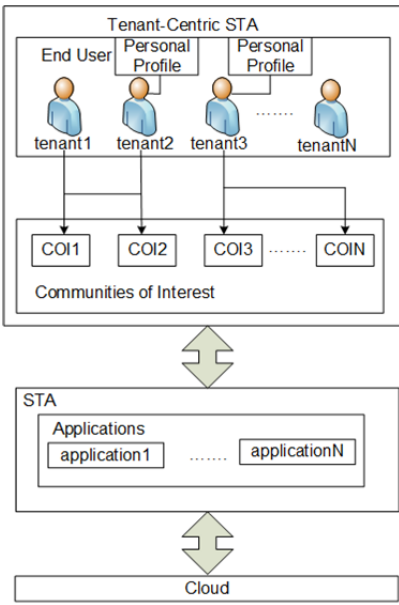 Tenant-Centric STA
End User
Personal
Profile
Personal
Profile
tenant1
tenant2
tenant3
.......
tenantN
COI1
COI2
COI3
.......
COIN
Communities of Interest
STA
Applications
application1
.......
applicationN
Cloud